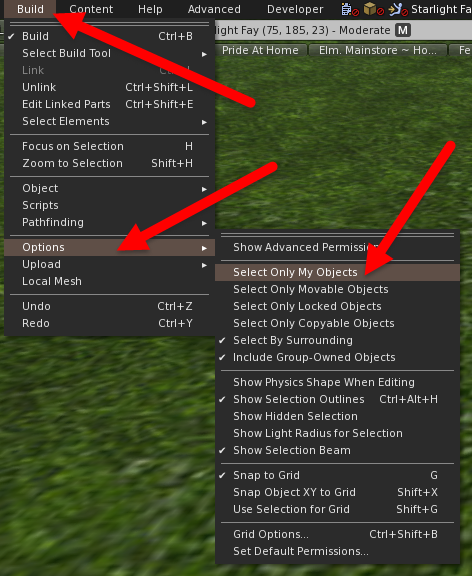 Build Content Help Advanced Developer Starlight Fa
light Fay (75, 185, 23) - Moderate M
Pride At Home Elm. Mainstore ~ Ho... Fe
✔ Build Ctrl+B
Select Build Tool ▸
Link
Unlink Ctrl+Shift+L
Edit Linked Parts Ctrl+Shift+E
Select Elements ▸
Focus on Selection H
Zoom to Selection Shift+H
Object ▸
Scripts
Pathfinding ▸
Options ▸
Upload ▸
Local Mesh
Undo Ctrl+Z
Redo Ctrl+Y
Show Advanced Permissio
Select Only My Objects
Select Only Movable Objects
Select Only Locked Objects
Select Only Copyable Objects
✔ Select By Surrounding
✔ Include Group-Owned Objects
Show Physics Shape When Editing
✔ Show Selection Outlines Ctrl+Alt+H
Show Hidden Selection
Show Light Radius for Selection
✔ Show Selection Beam
✔ Snap to Grid G
Snap Object XY to Grid Shift+X
Use Selection for Grid Shift+G
Grid Options... Ctrl+Shift+B
Set Default Permissions...